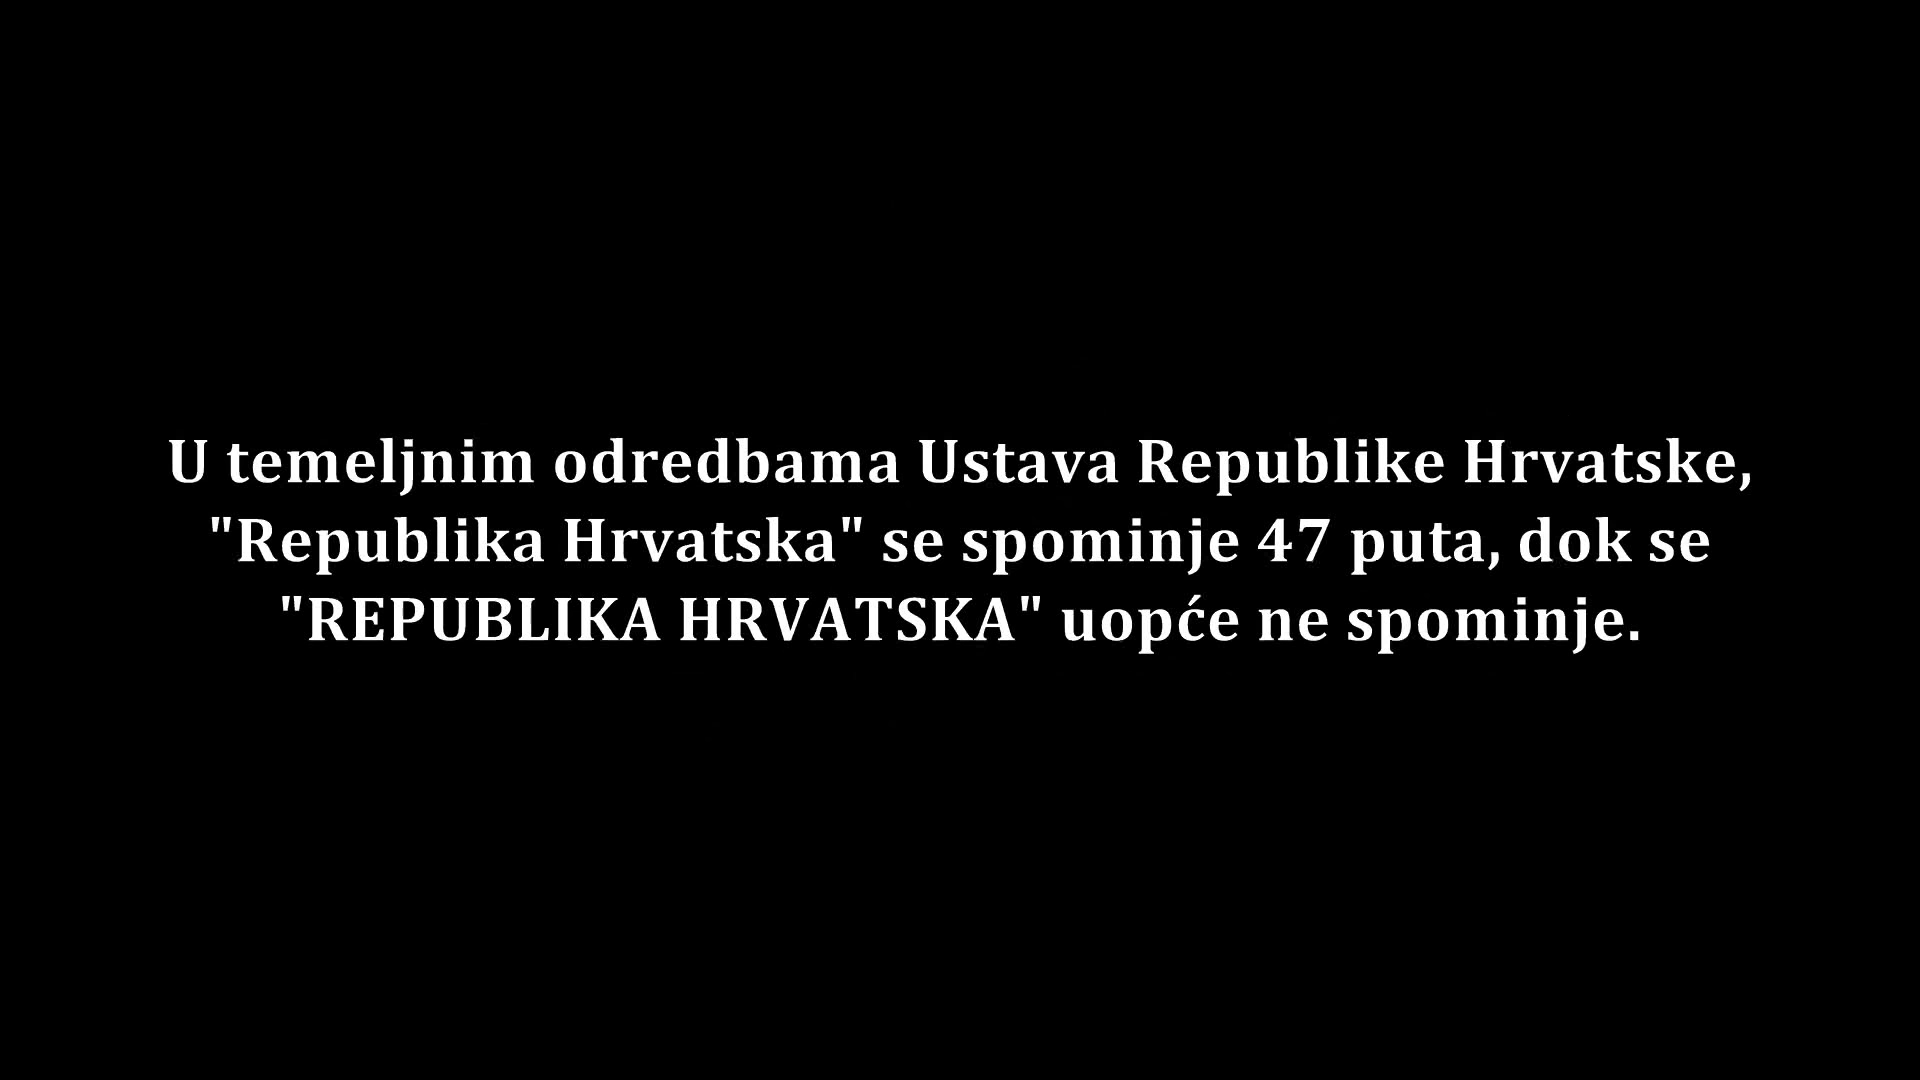 U temeljnim odredbama Ustava Republike Hrvatske,
"Republika Hrvatska" se spominje 47 puta, dok se
"REPUBLIKA HRVATSKA" uopće ne spominje.